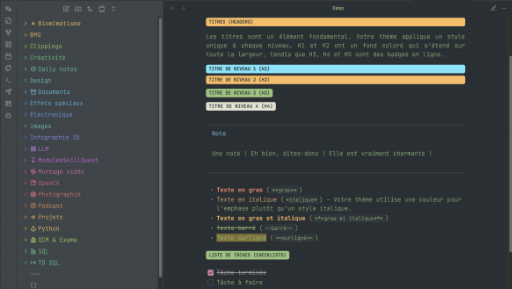 Biomimétisme
BMO
Clippings
Créativité
Daily notes
Design
Documents
Effets spéciaux
Electronique
images
Infographie 3D
LLM
ModulesSkillQuest
Montage vidéo
OpenCV
Photographie
Podcast
Projets
Python
QCM & Exams
SQL
TD SQL
Démo
TITRES (HEADERS)
Les titres sont un élément fondamental. Votre thème applique un style
unique à chaque niveau. H1 et H2 ont un fond coloré qui s'étend sur
toute la largeur, tandis que H3, H4 et H5 sont des badges en ligne.
TITRE DE NIVEAU 1 (H1)
TITRE DE NIVEAU 2 (H2)
TITRE DE NIVEAU 3 (H3)
TITRE DE NIVEAU 4 (H4)
Note
Une note ! Eh bien, dites-donc ! Elle est vraiment charmante !
Texte en gras ( **gras** )
Texte en italique ( *italique* ) - Votre thème utilise une couleur pour
l'emphase plutôt qu'un style italique.
Texte en gras et italique ( ***gras et italique*** )
Texte barré ( ~~barré~~ )
Texte surligné ( ==surligné== )
LISTE DE TÂCHES (CHECKLISTS)
Tâche terminée
Tâche à faire